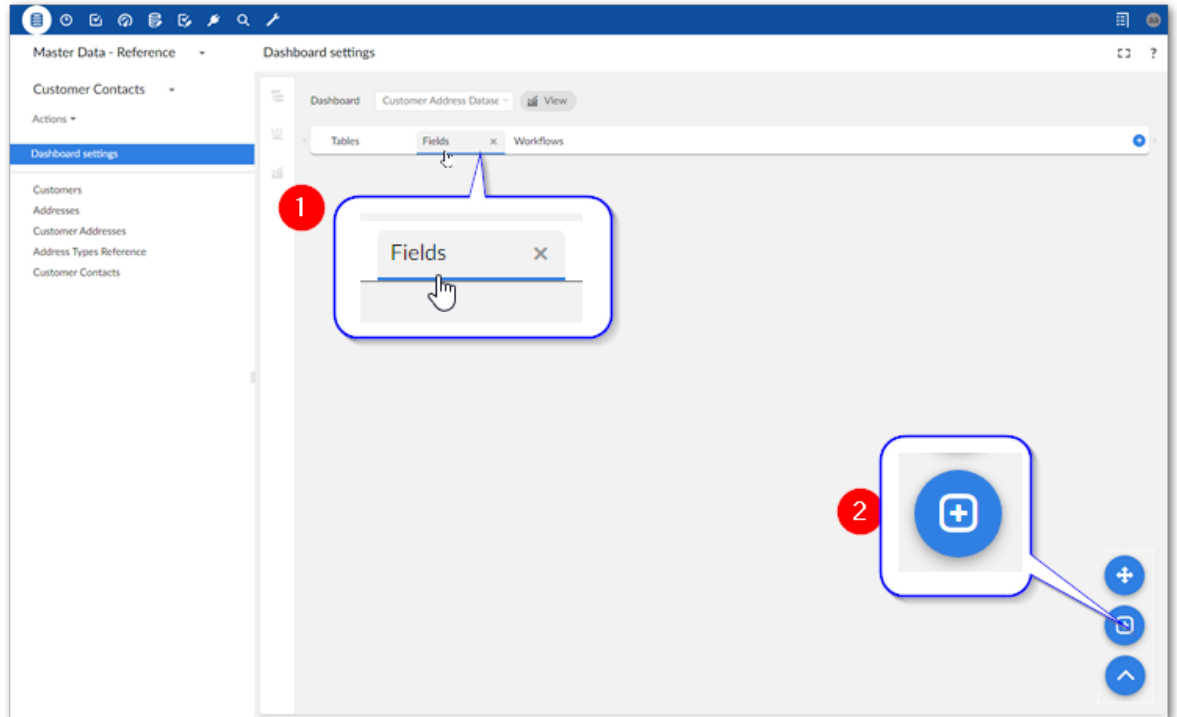 Master Data - Reference
Dashboard settings
?
Customer Contacts
Actions
Dashboard Customer Address Datase View
Tables Fields × Workflows
Dashboard settings
Customers
Addresses
Customer Addresses
Address Types Reference
Customer Contacts
1
Fields ×
2